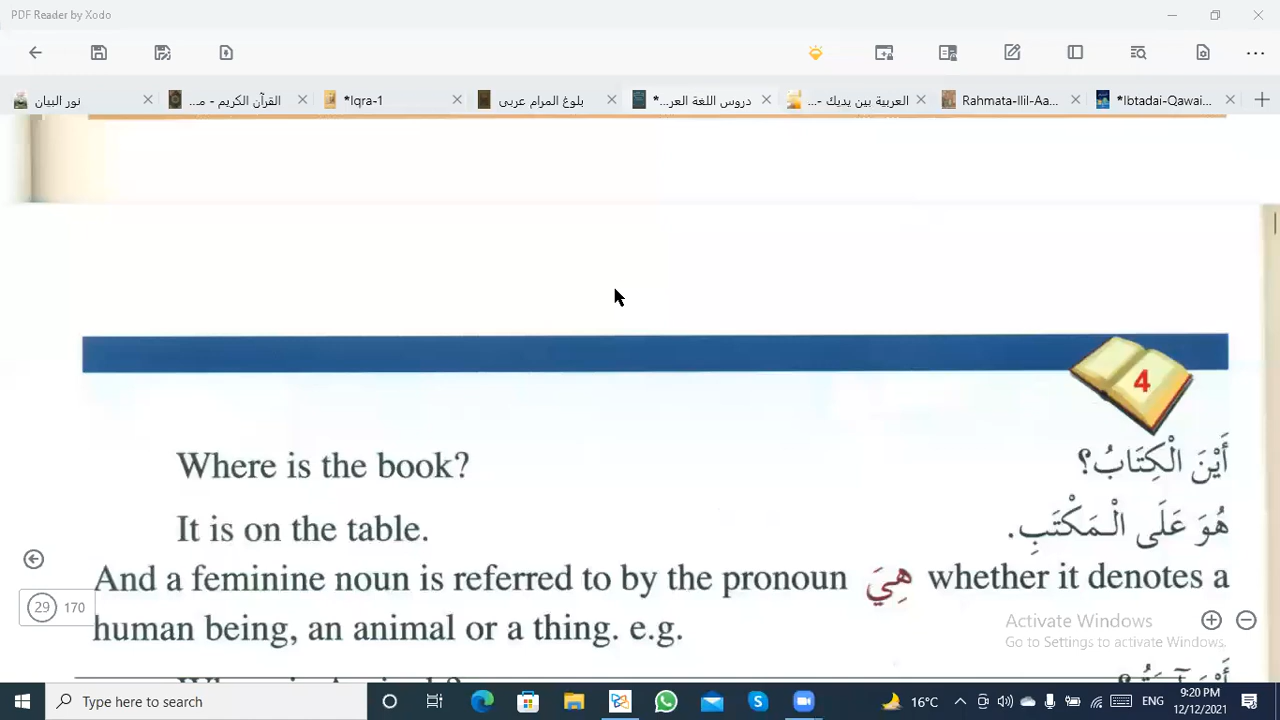 PDF Reader by Xodo
نور البيان
القرآن الكريم - مـ...
*Iqra-1
بلوغ المرام عربى
دروس اللغة العر...*
العربية بين يديك -...
Rahmata-Illin|Aa...
*Ibtadai-Qawai...
4
Where is the book?
أَيْنَ الْكِتَابُ؟
It is on the table.
هُوَ عَلَى الْمَكْتَبِ.
And a feminine noun is referred to by the pronoun هِيَ whether it denotes a
human being, an animal or a thing. e.g.
29 170
Activate Windows
Go to Settings to activate Windows.
Type here to search
16°C
ENG
9:20 PM
12/12/2021